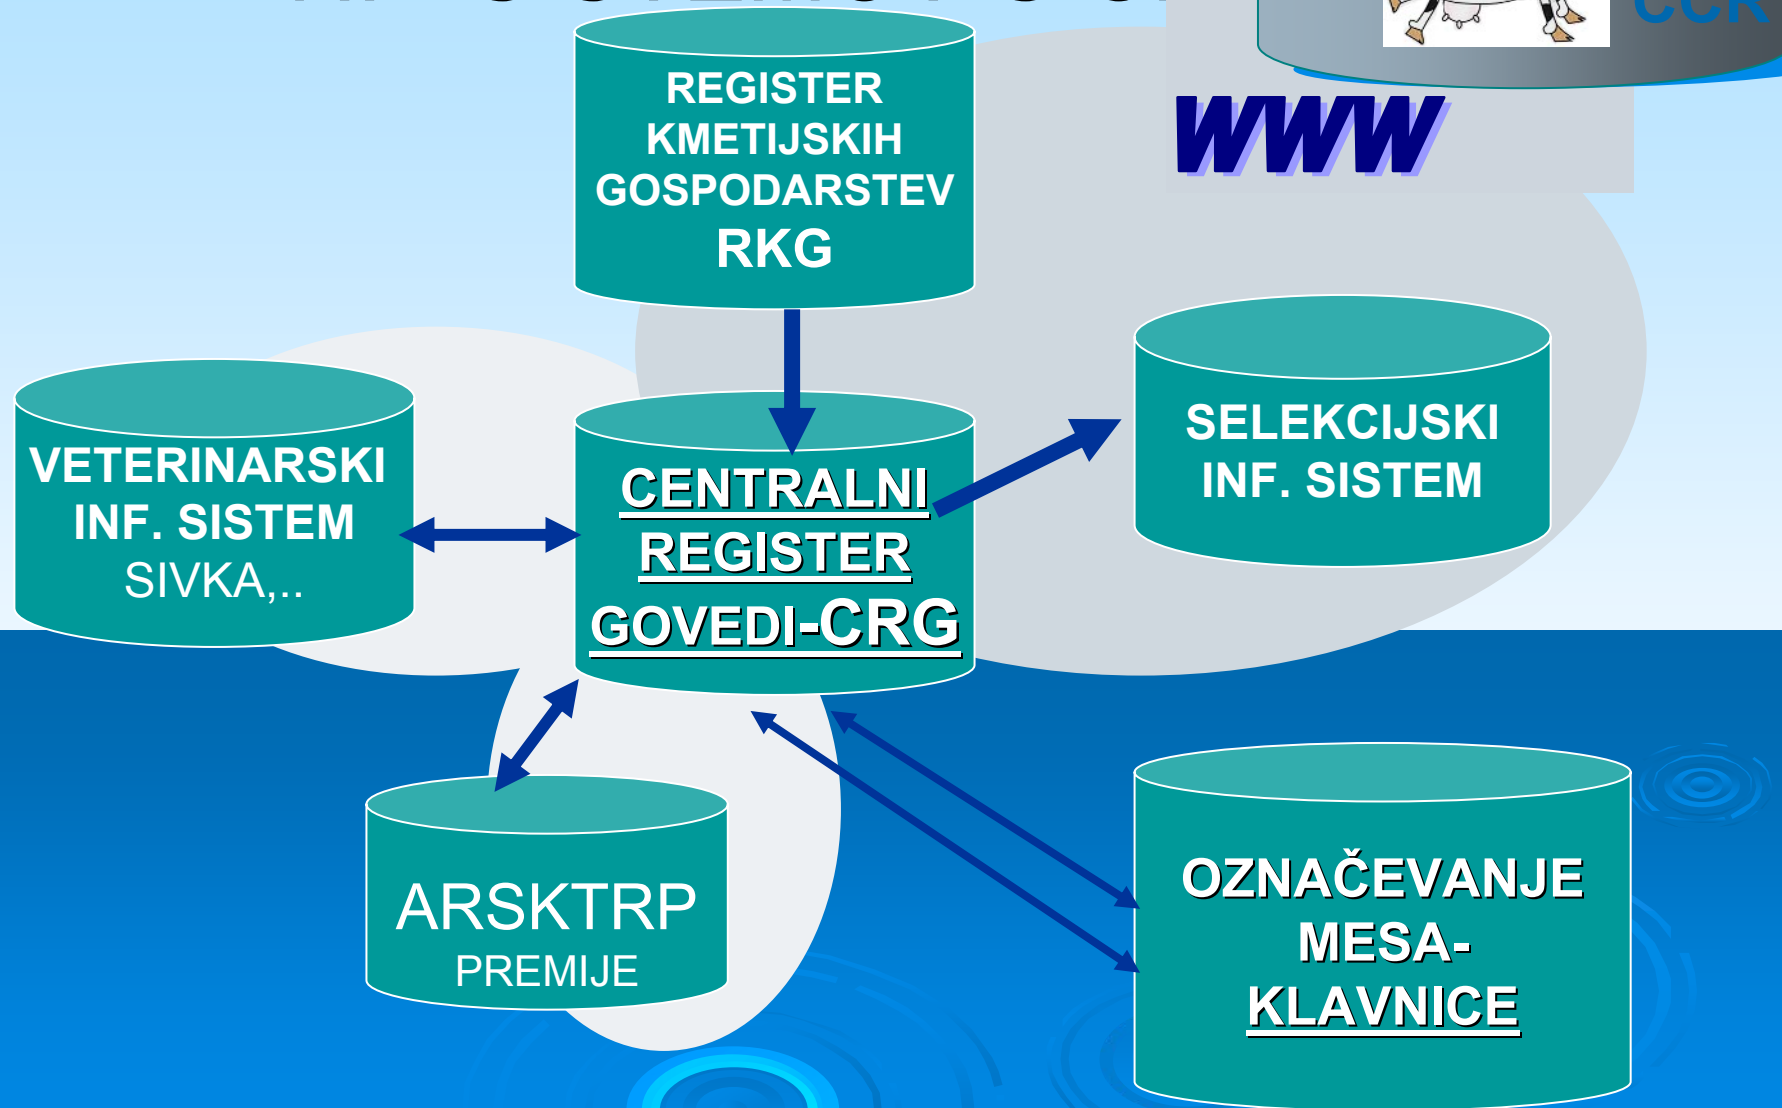 CCR
WWW
REGISTER
KMETIJSKIH
GOSPODARSTEV
RKG
SELEKCIJSKI
INF. SISTEM
VETERINARSKI
INF. SISTEM
SIVKA,..
CENTRALNI
REGISTER
GOVEDI-CRG
ARSKTRP
PREMIJE
OZNAČEVANJE
MESA-
KLAVNICE